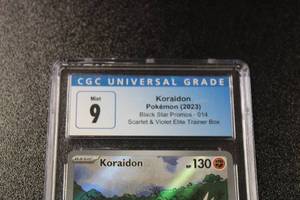 CGC UNIVERSAL GRADE
Mint
9
Koraidon
Pokémon (2023)
Black Star Promos - 014
Scarlet & Violet Elite Trainer Box
Koraidon
HP 130